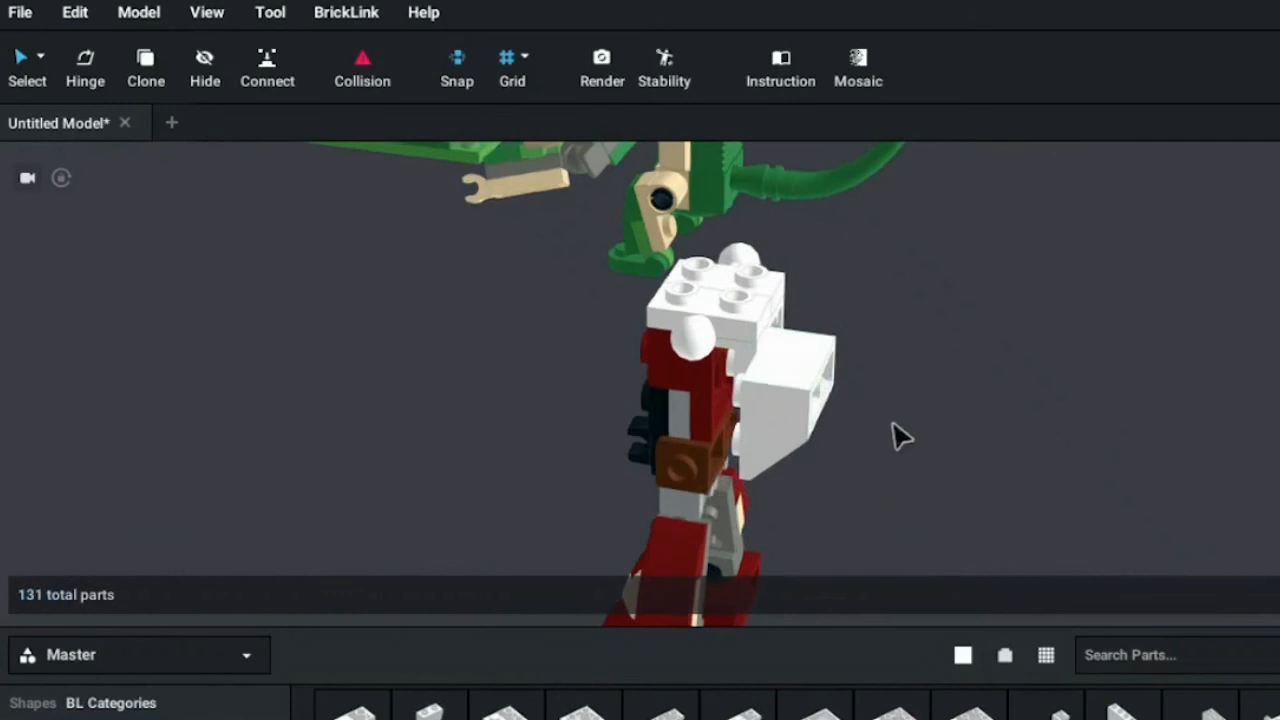 File Edit Model View Tool BrickLink Help
Select Hinge Clone Hide Connect Collision Snap Grid Render Stability Instruction Mosaic
Untitled Model*
131 total parts
Master Search Parts...
Shapes BL Categories